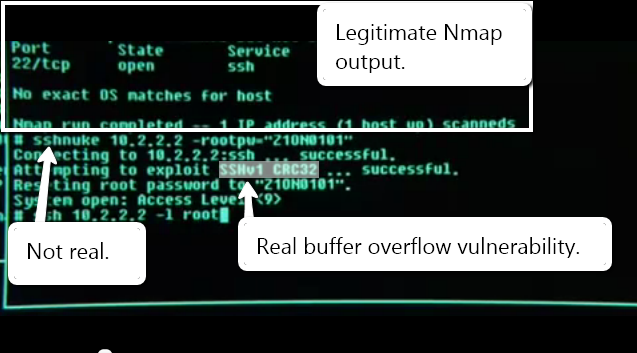 Legitimate Nmap
output.
Port State Service
22/tcp open ssh
No exact OS matches for host
Nmap run completed -- 1 IP address (1 host up) scanneds
# sshnuke 10.2.2.2 -rootpw="Z1ON0101"
Connecting to 10.2.2.2:ssh ... successful.
Attempting to exploit SSHv1 CRC32 ... successful.
Reseting root password to "Z1ON0101".
System open: Access Level <9>
# ssh 10.2.2.2 -l root
Not real.
Real buffer overflow vulnerability.